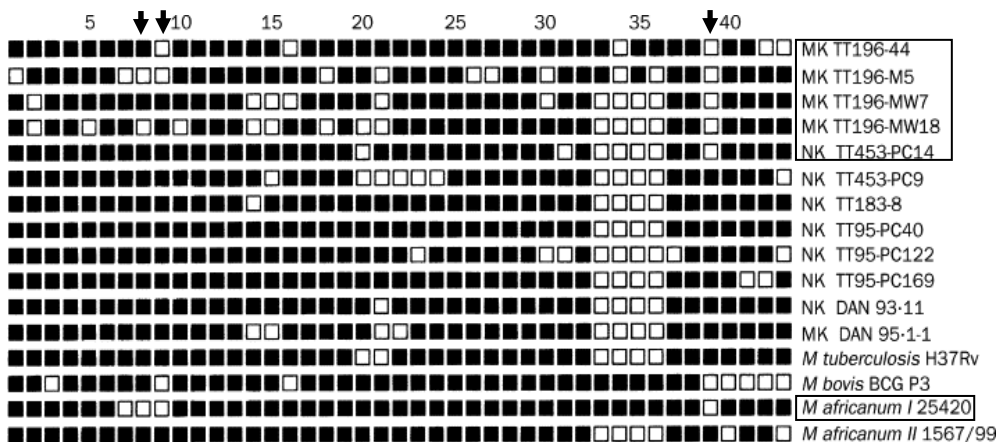 5 10 15 20 25 30 35 40
MK TT196-44
MK TT196-M5
MK TT196-MW7
MK TT196-MW18
NK TT453-PC14
NK TT453-PC9
NK TT183-8
NK TT95-PC40
NK TT95-PC122
NK TT95-PC169
NK DAN 93·11
MK DAN 95·1-1
M tuberculosis H37Rv
M bovis BCG P3
M africanum I 25420
M africanum II 1567/99